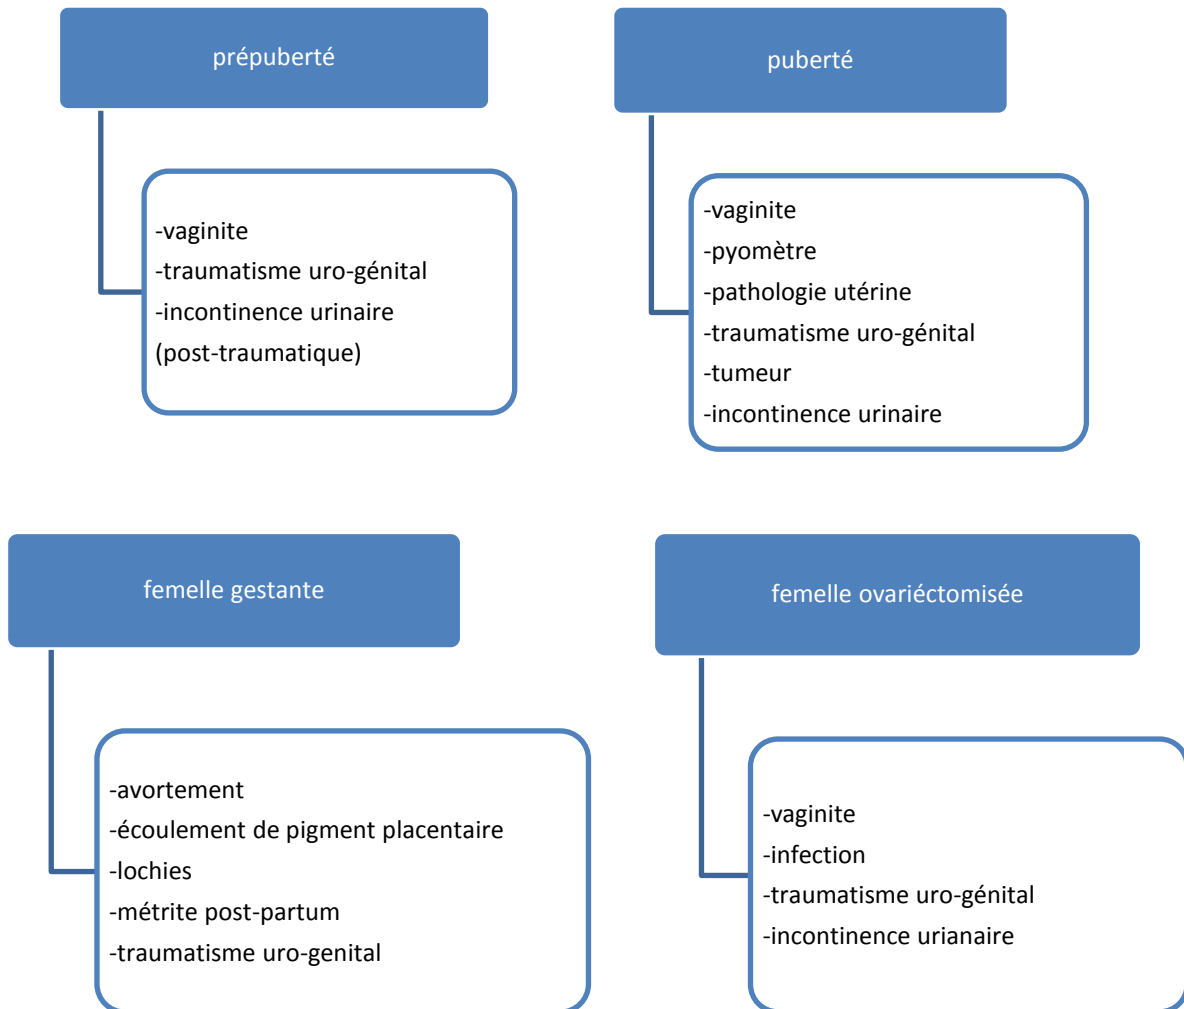 prépuberté
-vaginite
-traumatisme uro-génital
-incontinence urinaire
(post-traumatique)
puberté
-vaginite
-pyomètre
-pathologie utérine
-traumatisme uro-génital
-tumeur
-incontinence urinaire
femelle gestante
-avortement
-écoulement de pigment placentaire
-lochies
-métrite post-partum
-traumatisme uro-genital
femelle ovariéctomisée
-vaginite
-infection
-traumatisme uro-génital
-incontinence urianaire